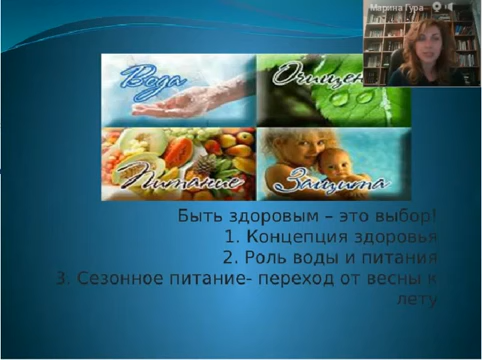 Марина Гура
Вода
Очищен
Питание
Защита
Быть здоровым – это выбор!
1. Концепция здоровья
2. Роль воды и питания
3. Сезонное питание- переход от весны к
лету